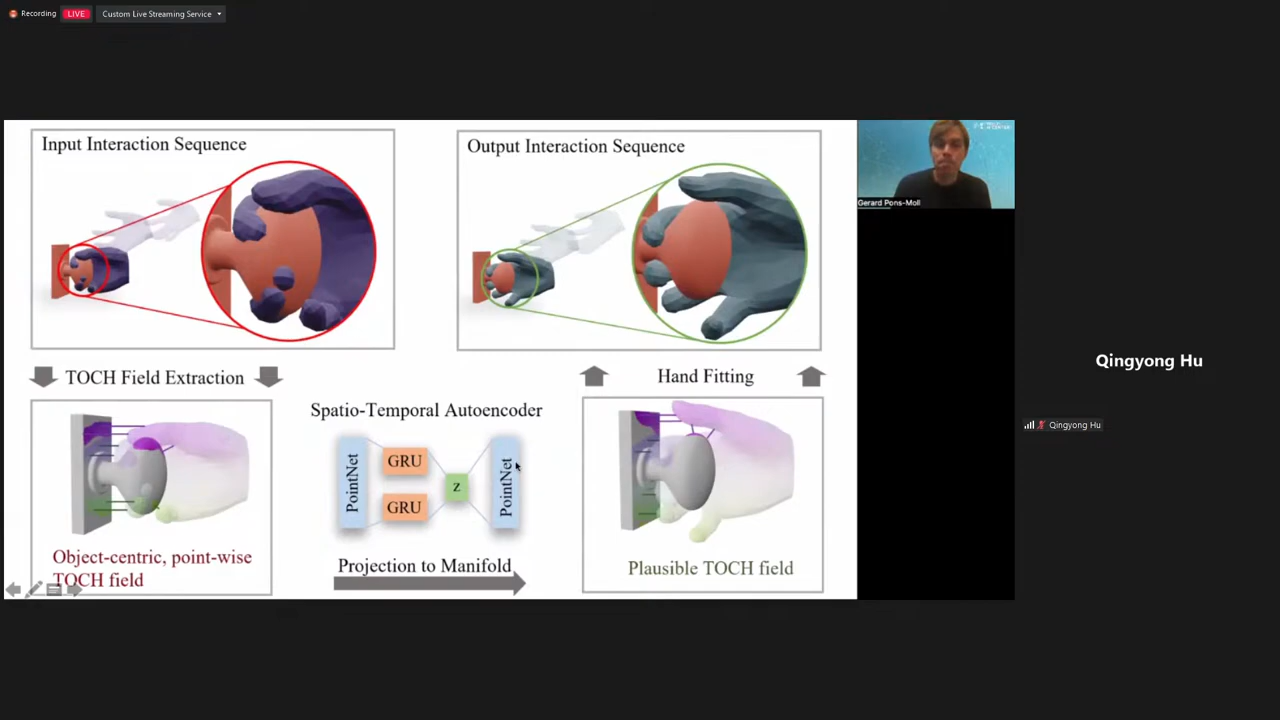 Recording
LIVE
Custom Live Streaming Service
Input Interaction Sequence
Output Interaction Sequence
Gerard Pons-Moll
Qingyong Hu
TOCH Field Extraction
Hand Fitting
Spatio-Temporal Autoencoder
Qingyong Hu
PointNet
GRU
GRU
z
PointNet
Object-centric, point-wise
TOCH field
Projection to Manifold
Plausible TOCH field